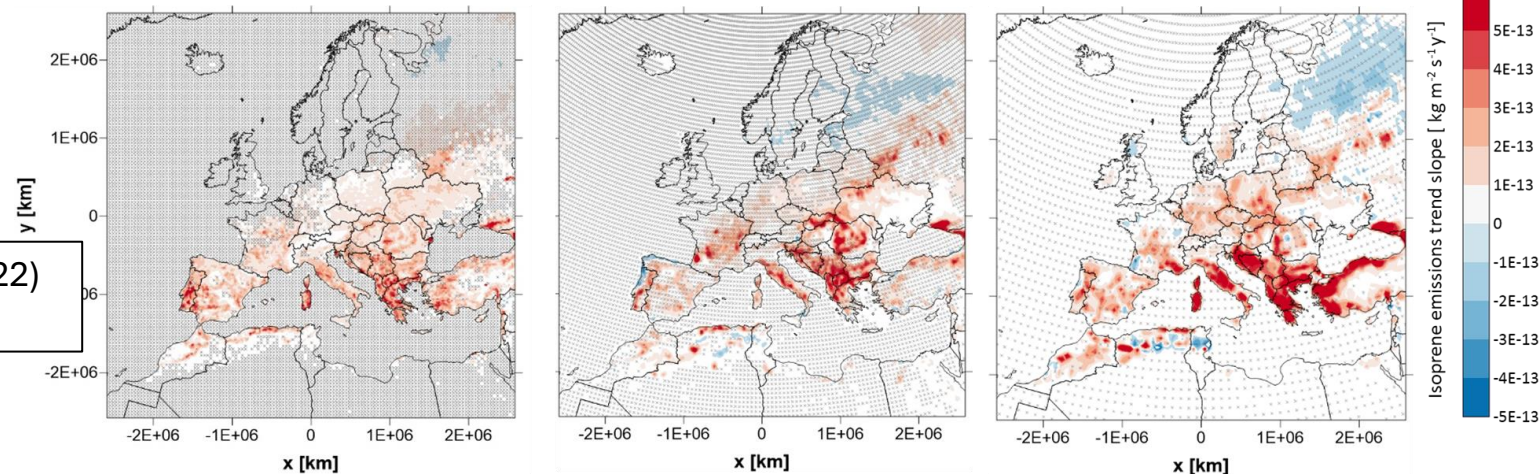 2E+06
1E+06
0
-2E+06
y [km]
22)
06
-2E+06 -1E+06 0 1E+06 2E+06
x [km]
-2E+06 -1E+06 0 1E+06 2E+06
x [km]
-2E+06 -1E+06 0 1E+06 2E+06
x [km]
Isoprene emissions trend slope [ kg m⁻² s⁻¹ y⁻¹]
5E-13
4E-13
3E-13
2E-13
1E-13
0
-1E-13
-2E-13
-3E-13
-4E-13
-5E-13